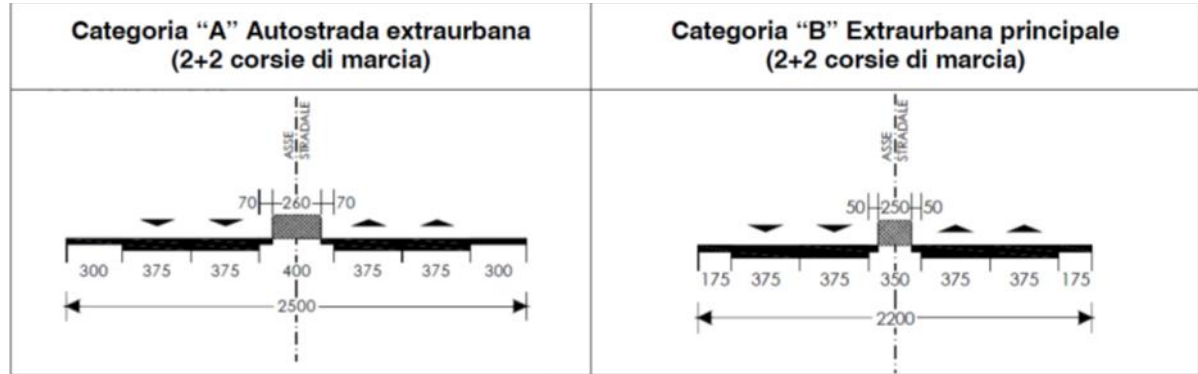 Categoria “A” Autostrada extraurbana
(2+2 corsie di marcia)
ASSE
STRADALE
70 260 70
300 375 375 400 375 375 300
2500
Categoria “B” Extraurbana principale
(2+2 corsie di marcia)
ASSE
STRADALE
50 250 50
175 375 375 350 375 375 175
2200